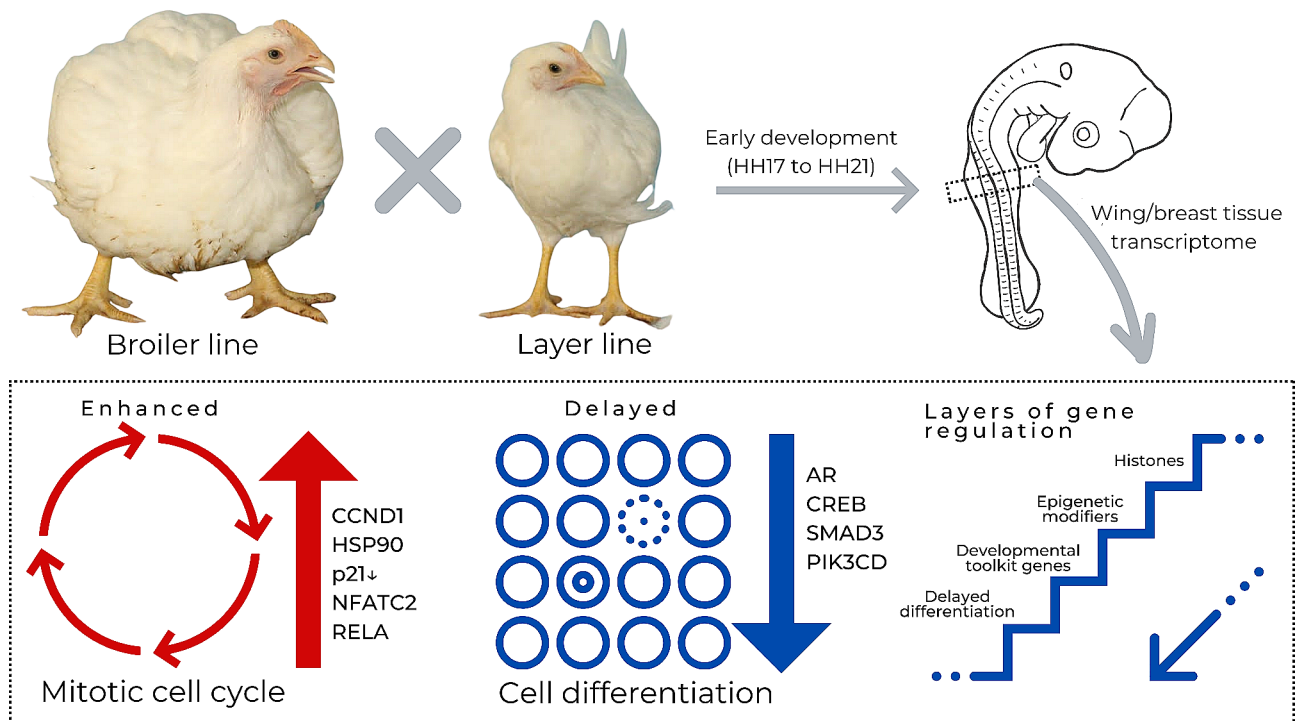 Early development
(HH17 to HH21)
Wing/breast tissue
transcriptome
Broiler line
Layer line
Enhanced
CCND1
HSP90
p21↓
NFATC2
RELA
Mitotic cell cycle
Delayed
AR
CREB
SMAD3
PIK3CD
Cell differentiation
Layers of gene
regulation
Histones
Epigenetic
modifiers
Developmental
toolkit genes
Delayed
differentiation